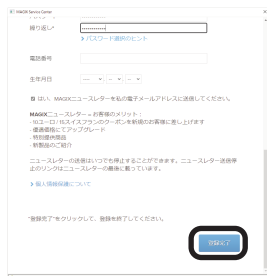 MAGIX Service Center
繰り返し*
> パスワード選択のヒント
電話番号
生年月日
はい、MAGIXニュースレターを私の電子メールアドレスに送信してください。
MAGIXニュースレター = お客様のメリット：
- 10ユーロ / 15スイスフランのクーポンを新規のお客様に差し上げます
- 優遇価格にてアップグレード
- 特別提供商品
- 新製品のご紹介
ニュースレターの送信はいつでも停止することができます。ニュースレター送信停
止のリンクはニュースレターの最後に載っています。
> 個人情報保護について
"登録完了"をクリックして、登録を終了してください。
登録完了